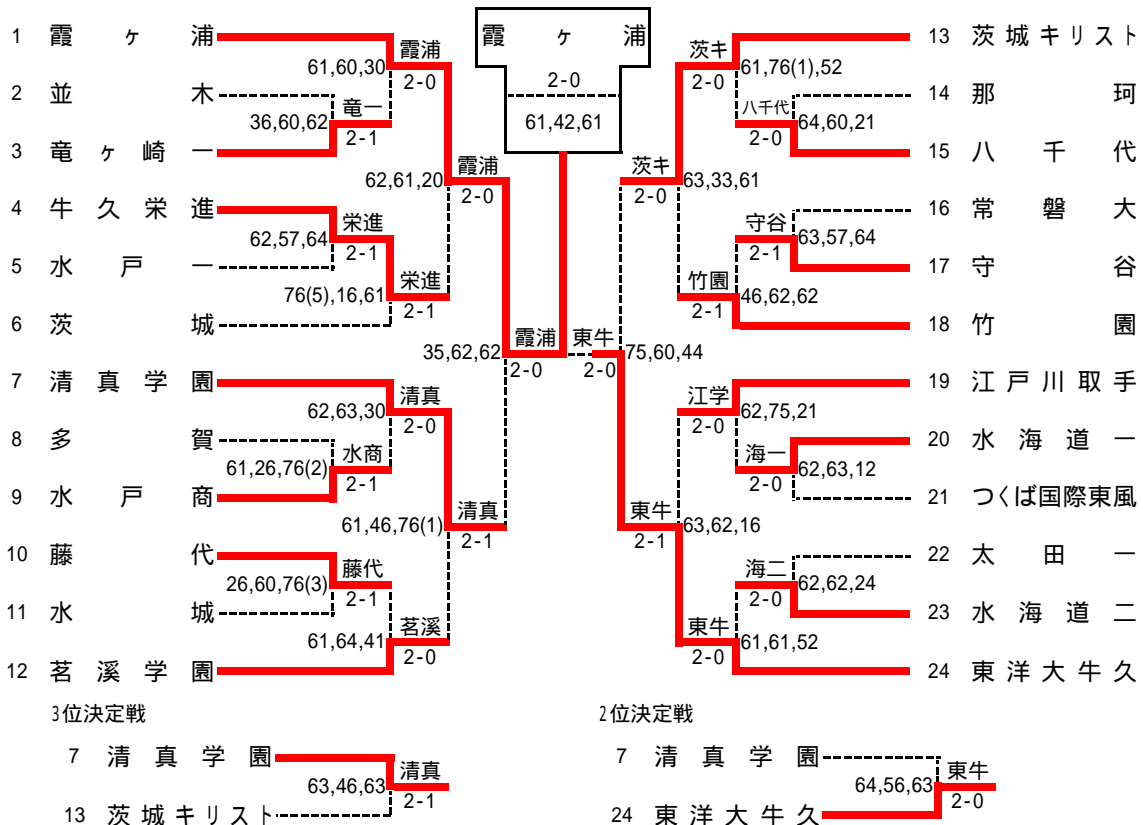 霞ヶ浦
2-0
61,42,61
1 霞ヶ浦
2 並木
3 竜ヶ崎一
4 牛久栄進
5 水戸一
6 茨城
7 清真学園
8 多賀
9 水戸商
10 藤代
11 水城
12 茗溪学園
霞浦
61,60,30
2-0
竜一
36,60,62
2-1
霞浦
62,61,20
2-0
栄進
62,57,64
2-1
栄進
76(5),16,61
2-1
霞浦
35,62,62
2-0
清真
62,63,30
2-0
水商
61,26,76(2)
2-1
清真
61,46,76(1)
2-1
藤代
26,60,76(3)
2-1
茗溪
61,64,41
2-0
13 茨城キリスト
14 那珂
15 八千代
16 常磐大
17 守谷
18 竹園
19 江戸川取手
20 水海道一
21 つくば国際東風
22 太田一
23 水海道二
24 東洋大牛久
茨キ
61,76(1),52
2-0
八千代
64,60,21
2-0
茨キ
63,33,61
2-0
守谷
63,57,64
2-1
竹園
46,62,62
2-1
東牛
75,60,44
2-0
江学
62,75,21
2-0
海一
62,63,12
2-0
東牛
63,62,16
2-1
海二
62,62,24
2-0
東牛
61,61,52
2-0
3位決定戦
7 清真学園
13 茨城キリスト
清真
63,46,63
2-1
2位決定戦
7 清真学園
24 東洋大牛久
東牛
64,56,63
2-0